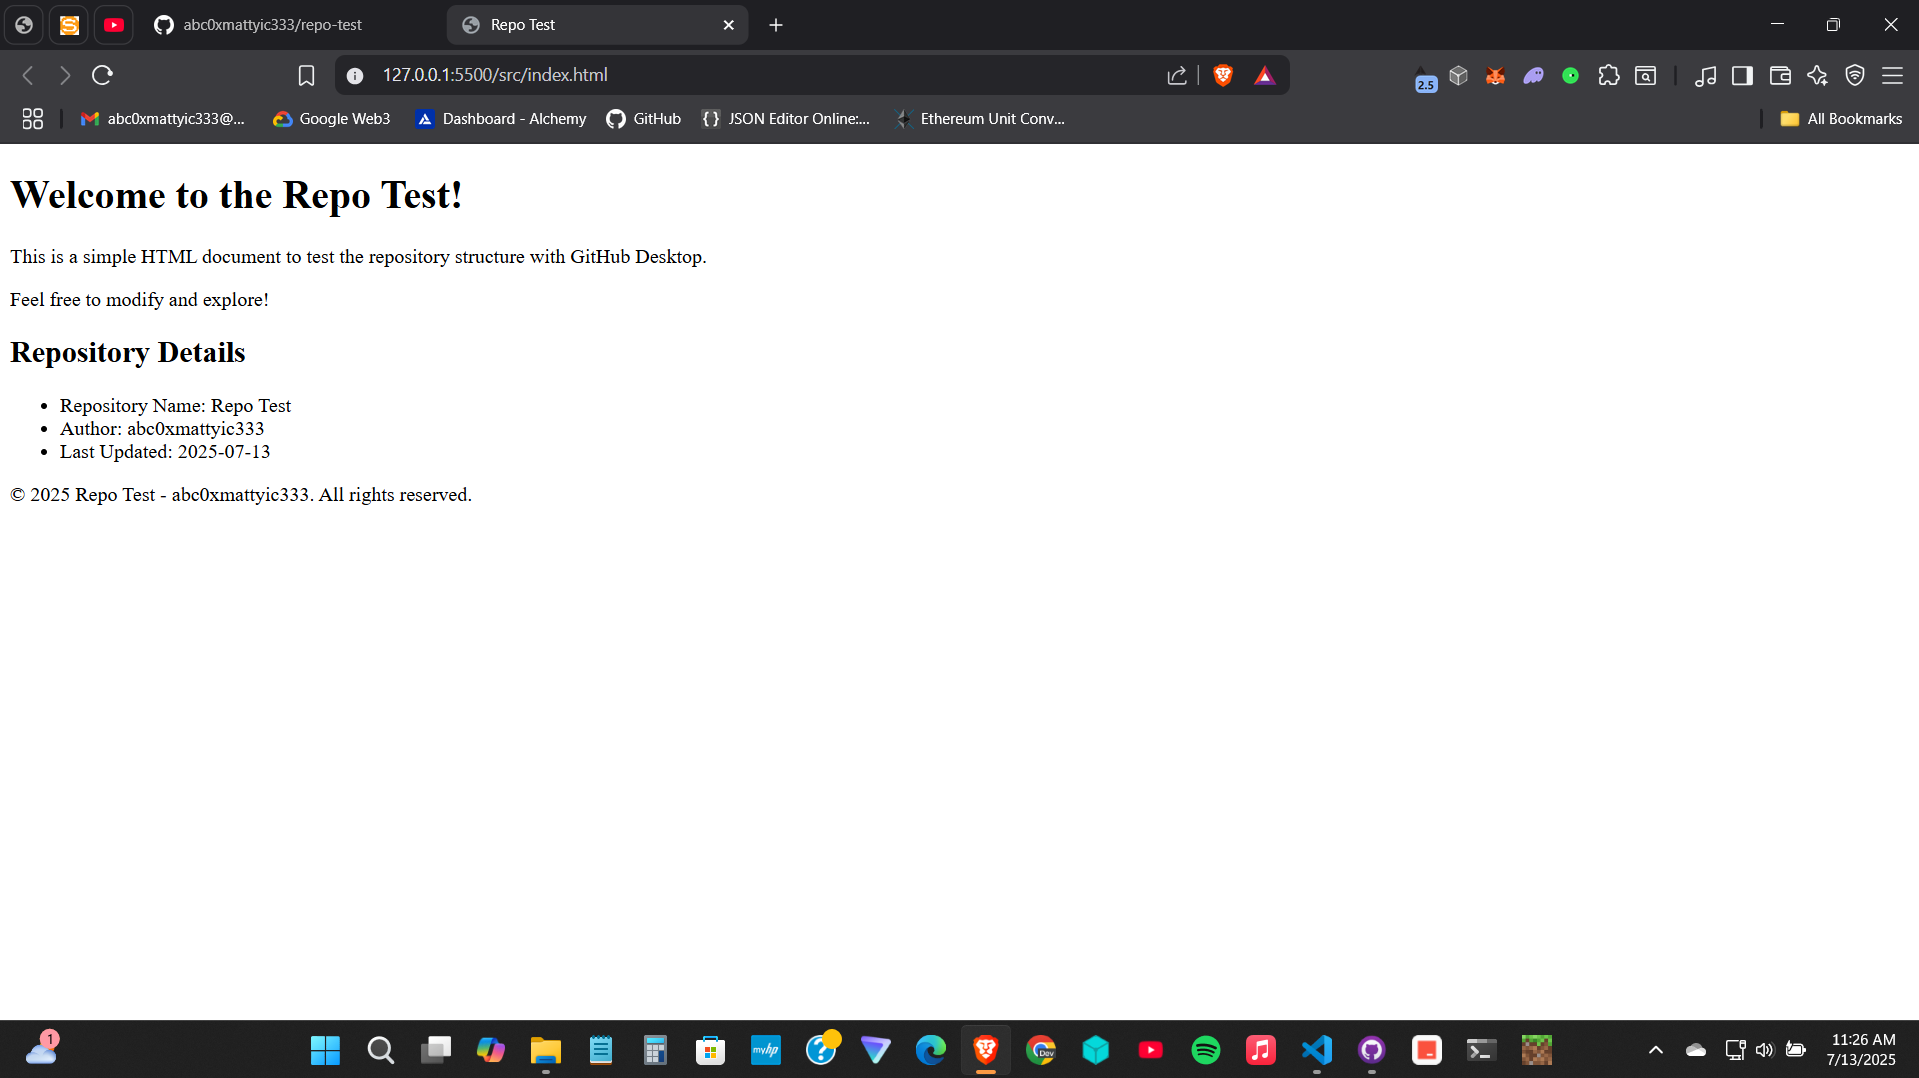 abc0xmattyic333/repo-test
Repo Test
127.0.0.1:5500/src/index.html
2.5
abc0xmattyic333@...
Google Web3
Dashboard - Alchemy
GitHub
JSON Editor Online:...
Ethereum Unit Conv...
All Bookmarks
Welcome to the Repo Test!
This is a simple HTML document to test the repository structure with GitHub Desktop.
Feel free to modify and explore!
Repository Details
• Repository Name: Repo Test
• Author: abc0xmattyic333
• Last Updated: 2025-07-13
© 2025 Repo Test - abc0xmattyic333. All rights reserved.
1
myhp
Dev
11:26 AM
7/13/2025